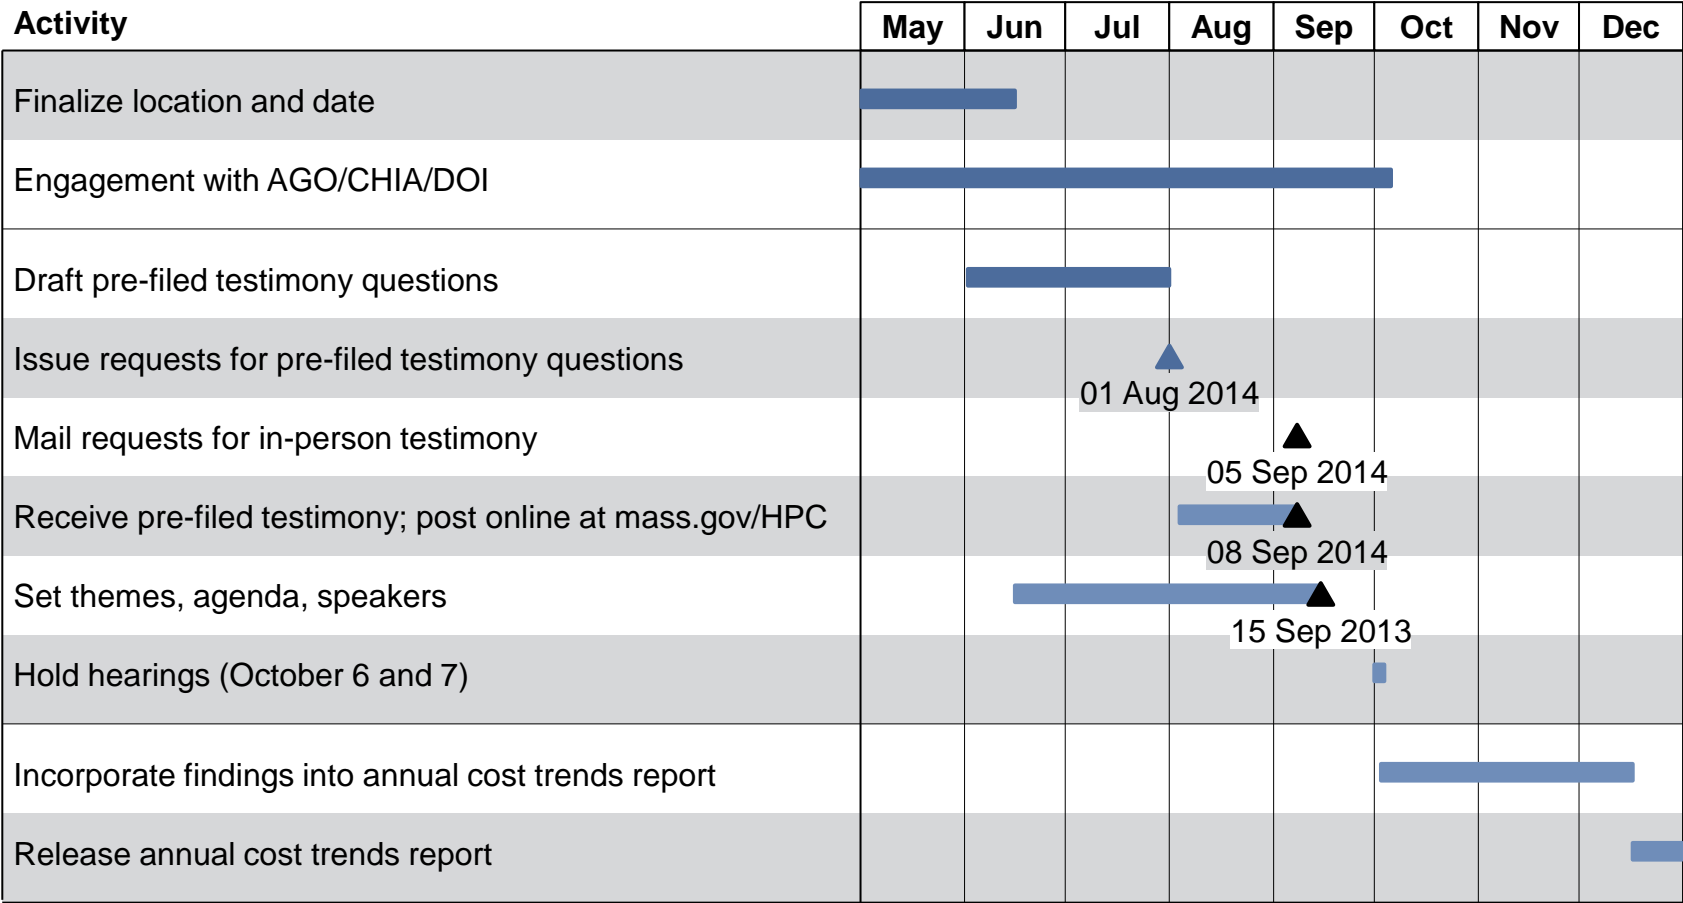 Activity May Jun Jul Aug Sep Oct Nov Dec
Finalize location and date
Engagement with AGO/CHIA/DOI
Draft pre-filed testimony questions
Issue requests for pre-filed testimony questions
01 Aug 2014
Mail requests for in-person testimony
05 Sep 2014
Receive pre-filed testimony; post online at mass.gov/HPC
08 Sep 2014
Set themes, agenda, speakers
15 Sep 2013
Hold hearings (October 6 and 7)
Incorporate findings into annual cost trends report
Release annual cost trends report